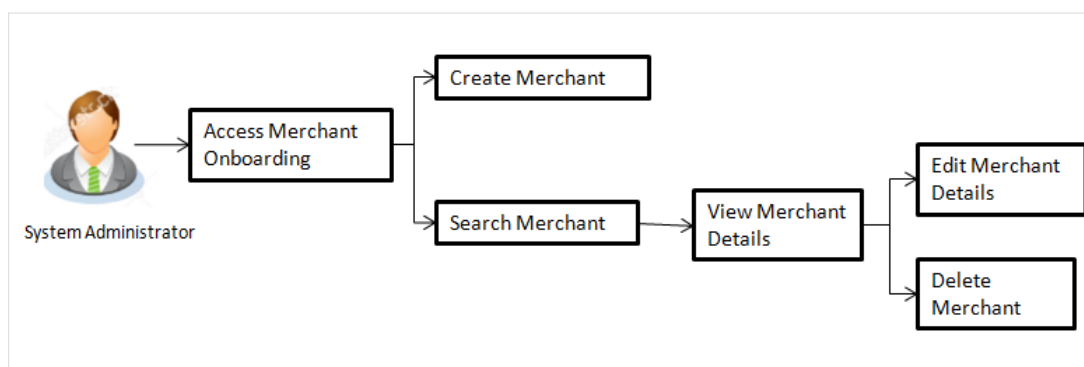 Create Merchant
Access Merchant
Onboarding
System Administrator
Search Merchant
View Merchant
Details
Edit Merchant
Details
Delete
Merchant